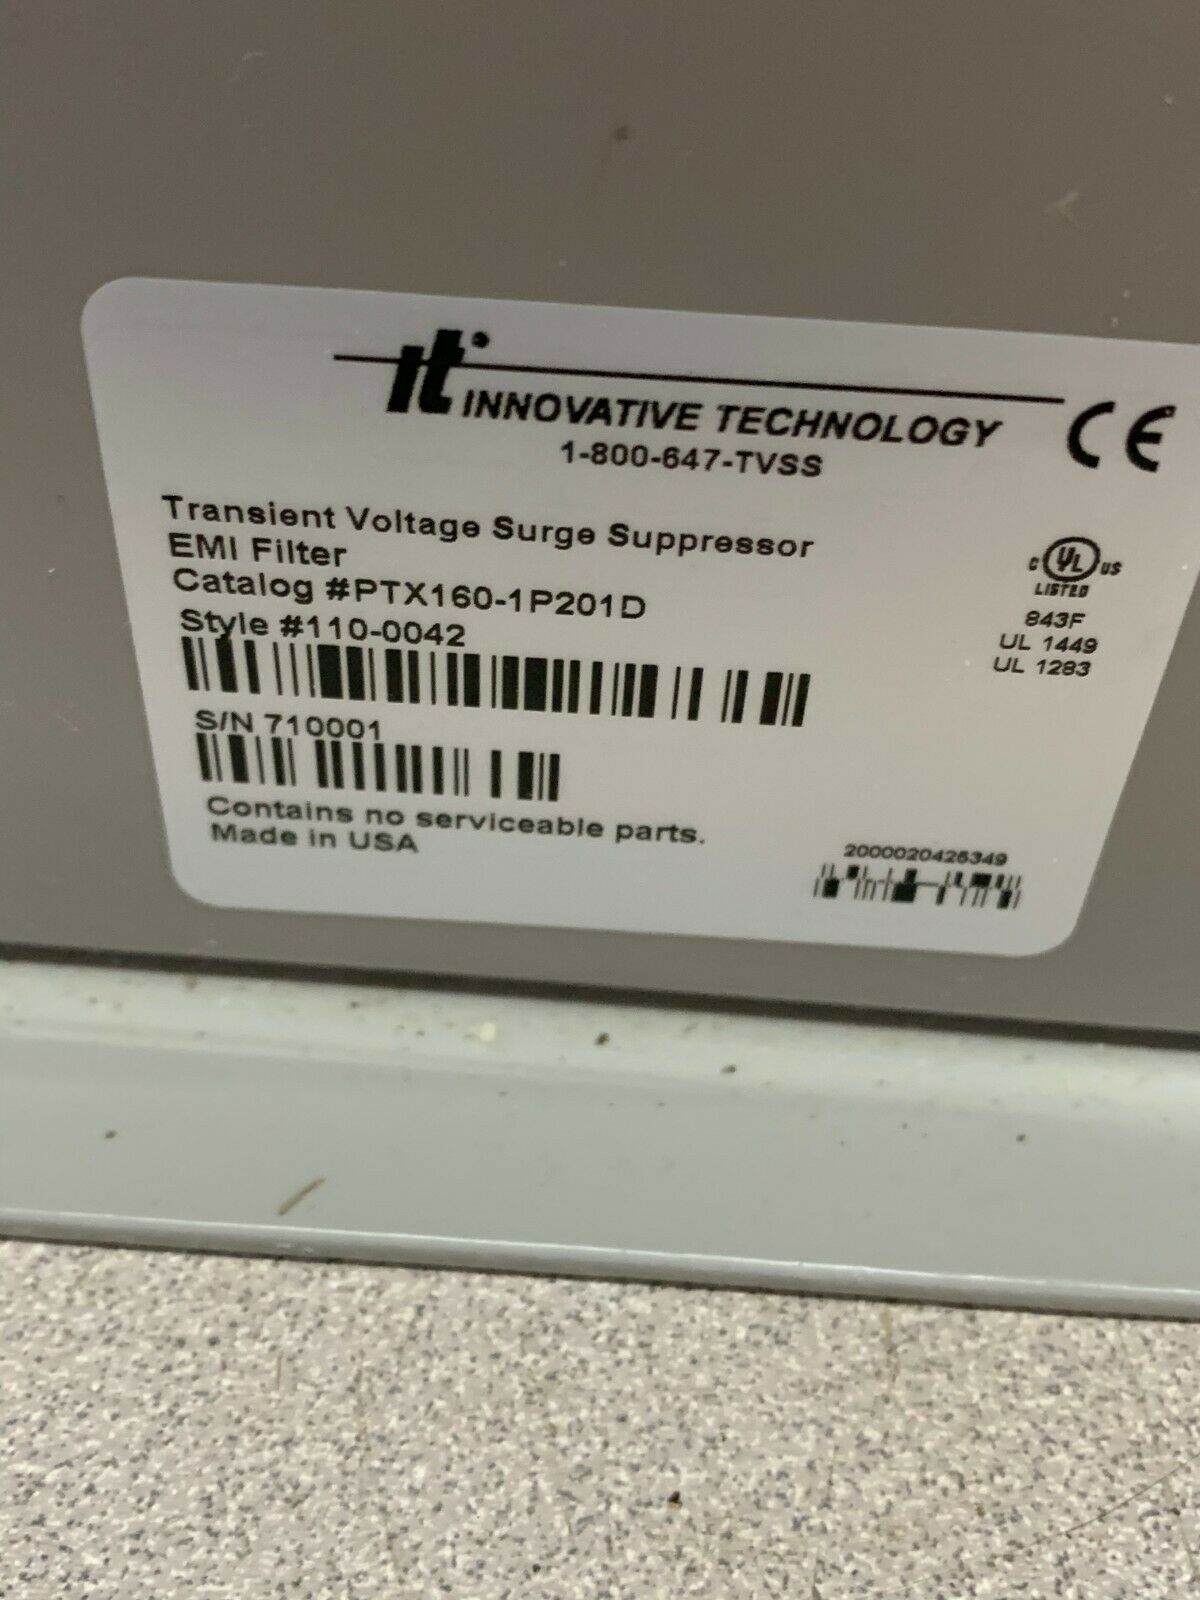 it
INNOVATIVE TECHNOLOGY
1-800-647-TVSS
CE
Transient Voltage Surge Suppressor
EMI Filter
Catalog #PTX160-1P201D
Style #110-0042
S/N 710001
Contains no serviceable parts.
Made in USA
C UL US
LISTED
843F
UL 1449
UL 1283
2000020425349